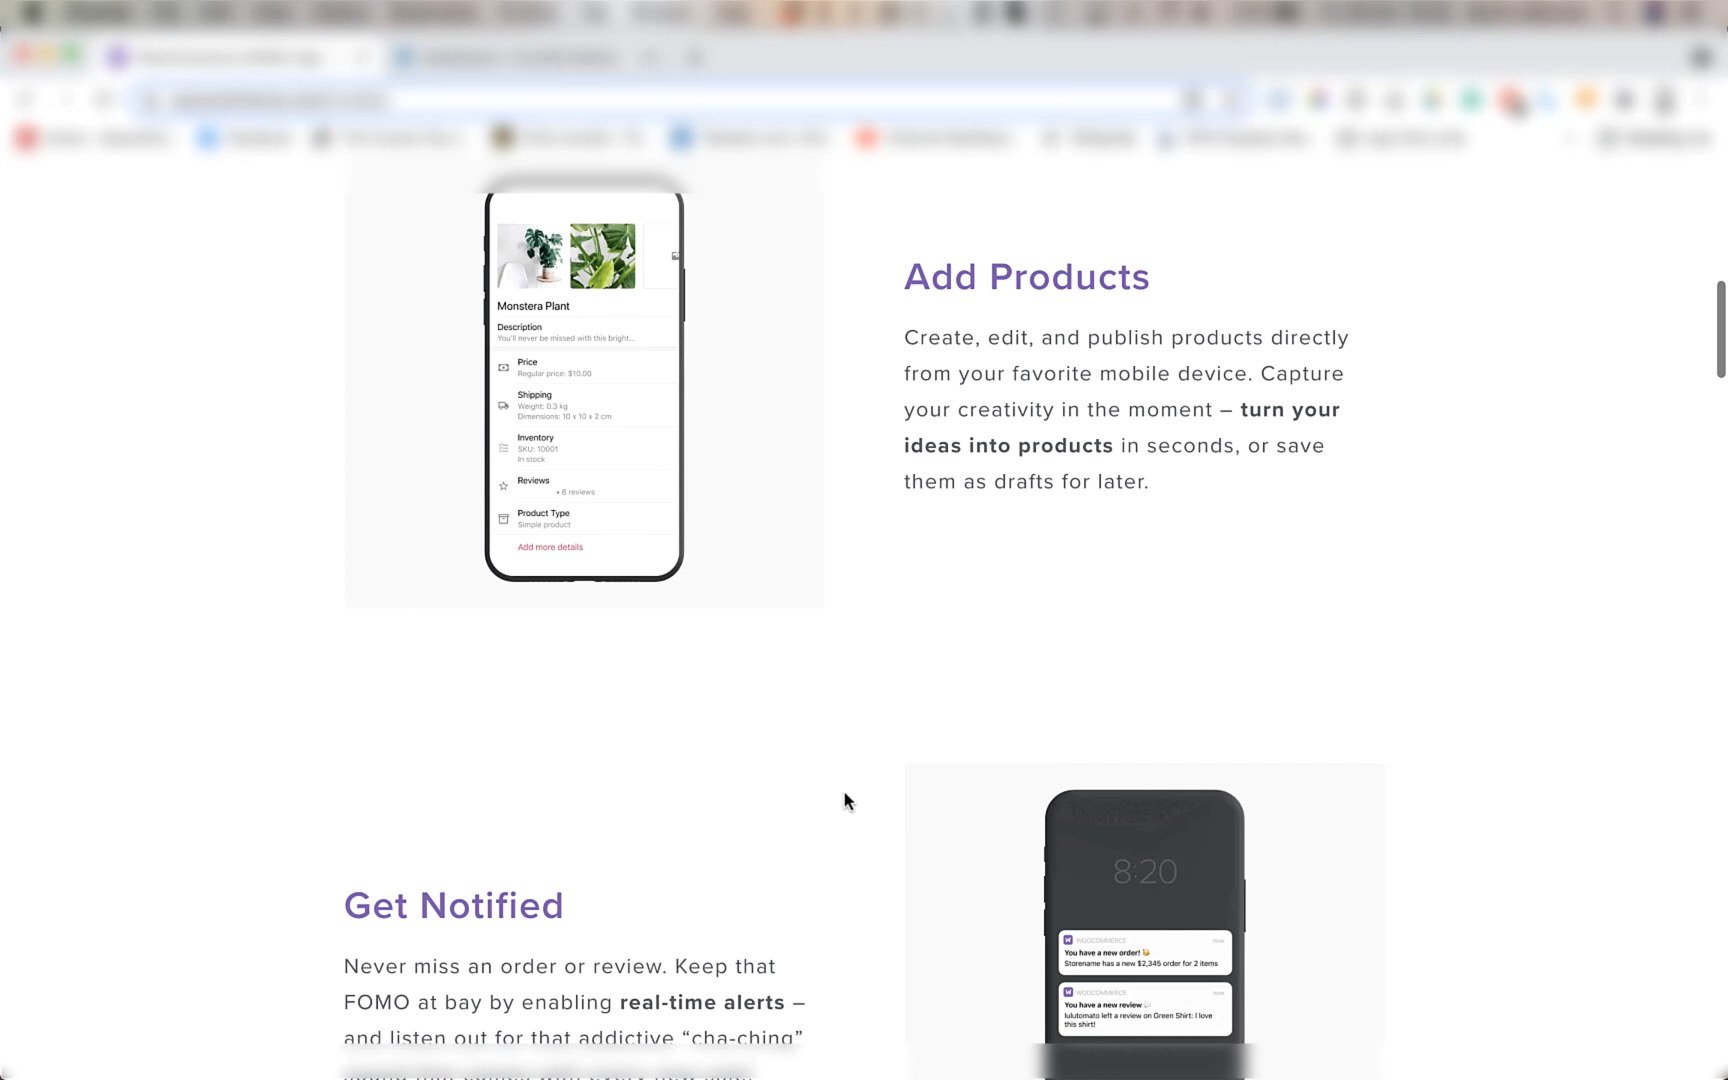 Monstera Plant
Description
You'll never be missed with this bright...
Price
Regular price: $10.00
Shipping
Weight: 0.3 kg
Dimensions: 10 x 10 x 2 cm
Inventory
SKU: 10001
In stock
Reviews
• 6 reviews
Product Type
Simple product
Add more details
Add Products
Create, edit, and publish products directly
from your favorite mobile device. Capture
your creativity in the moment – turn your
ideas into products in seconds, or save
them as drafts for later.
Get Notified
Never miss an order or review. Keep that
FOMO at bay by enabling real-time alerts –
and listen out for that addictive “cha-ching”
8:20
WOOCOMMERCE now
You have a new order!
Storename has a new $2,345 order for 2 items
WOOCOMMERCE now
You have a new review
lulutomato left a review on Green Shirt: I love
this shirt!